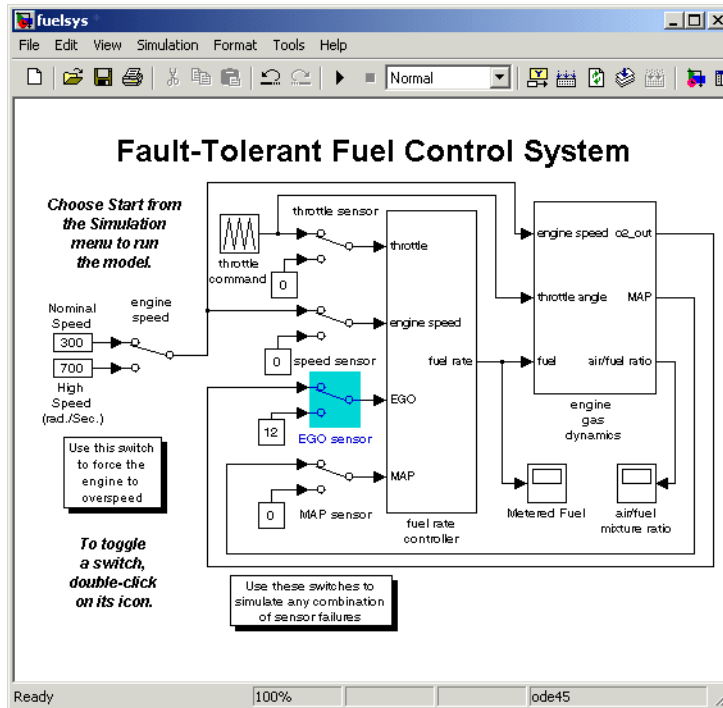 fuelsys
File Edit View Simulation Format Tools Help
Normal
Fault-Tolerant Fuel Control System
Choose Start from
the Simulation
menu to run
the model.
throttle
command
throttle sensor
0
throttle
Nominal
Speed
300
700
High
Speed
(rad./Sec.)
engine
speed
0
speed sensor
engine speed
12
EGO sensor
EGO
0
MAP sensor
MAP
fuel rate
fuel rate
controller
engine speed
o2_out
throttle angle
MAP
fuel
air/fuel ratio
engine
gas
dynamics
Metered Fuel
air/fuel
mixture ratio
Use this switch
to force the
engine to
overspeed
To toggle
a switch,
double-click
on its icon.
Use these switches to
simulate any combination
of sensor failures
Ready
100%
ode45